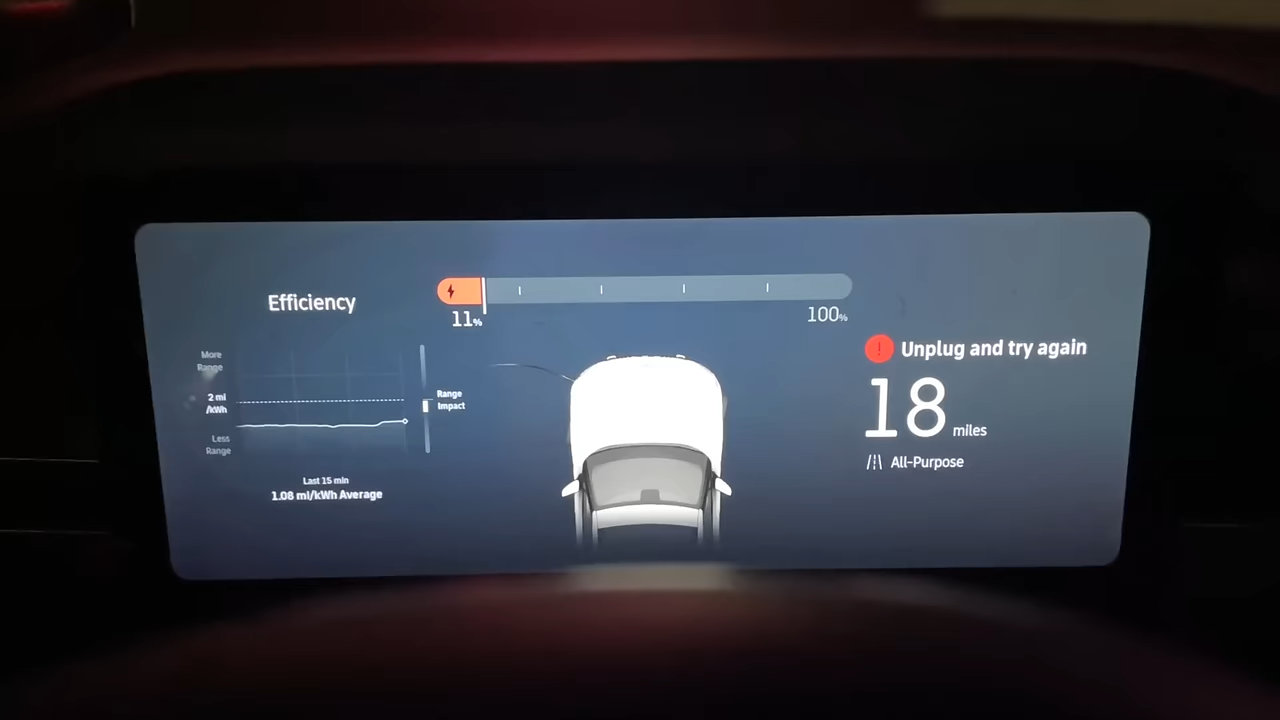 Efficiency
More
Range
2 mi
/kWh
Less
Range
Range
Impact
Last 15 min
1.08 mi/kWh Average
11%
100%
Unplug and try again
18 miles
All-Purpose